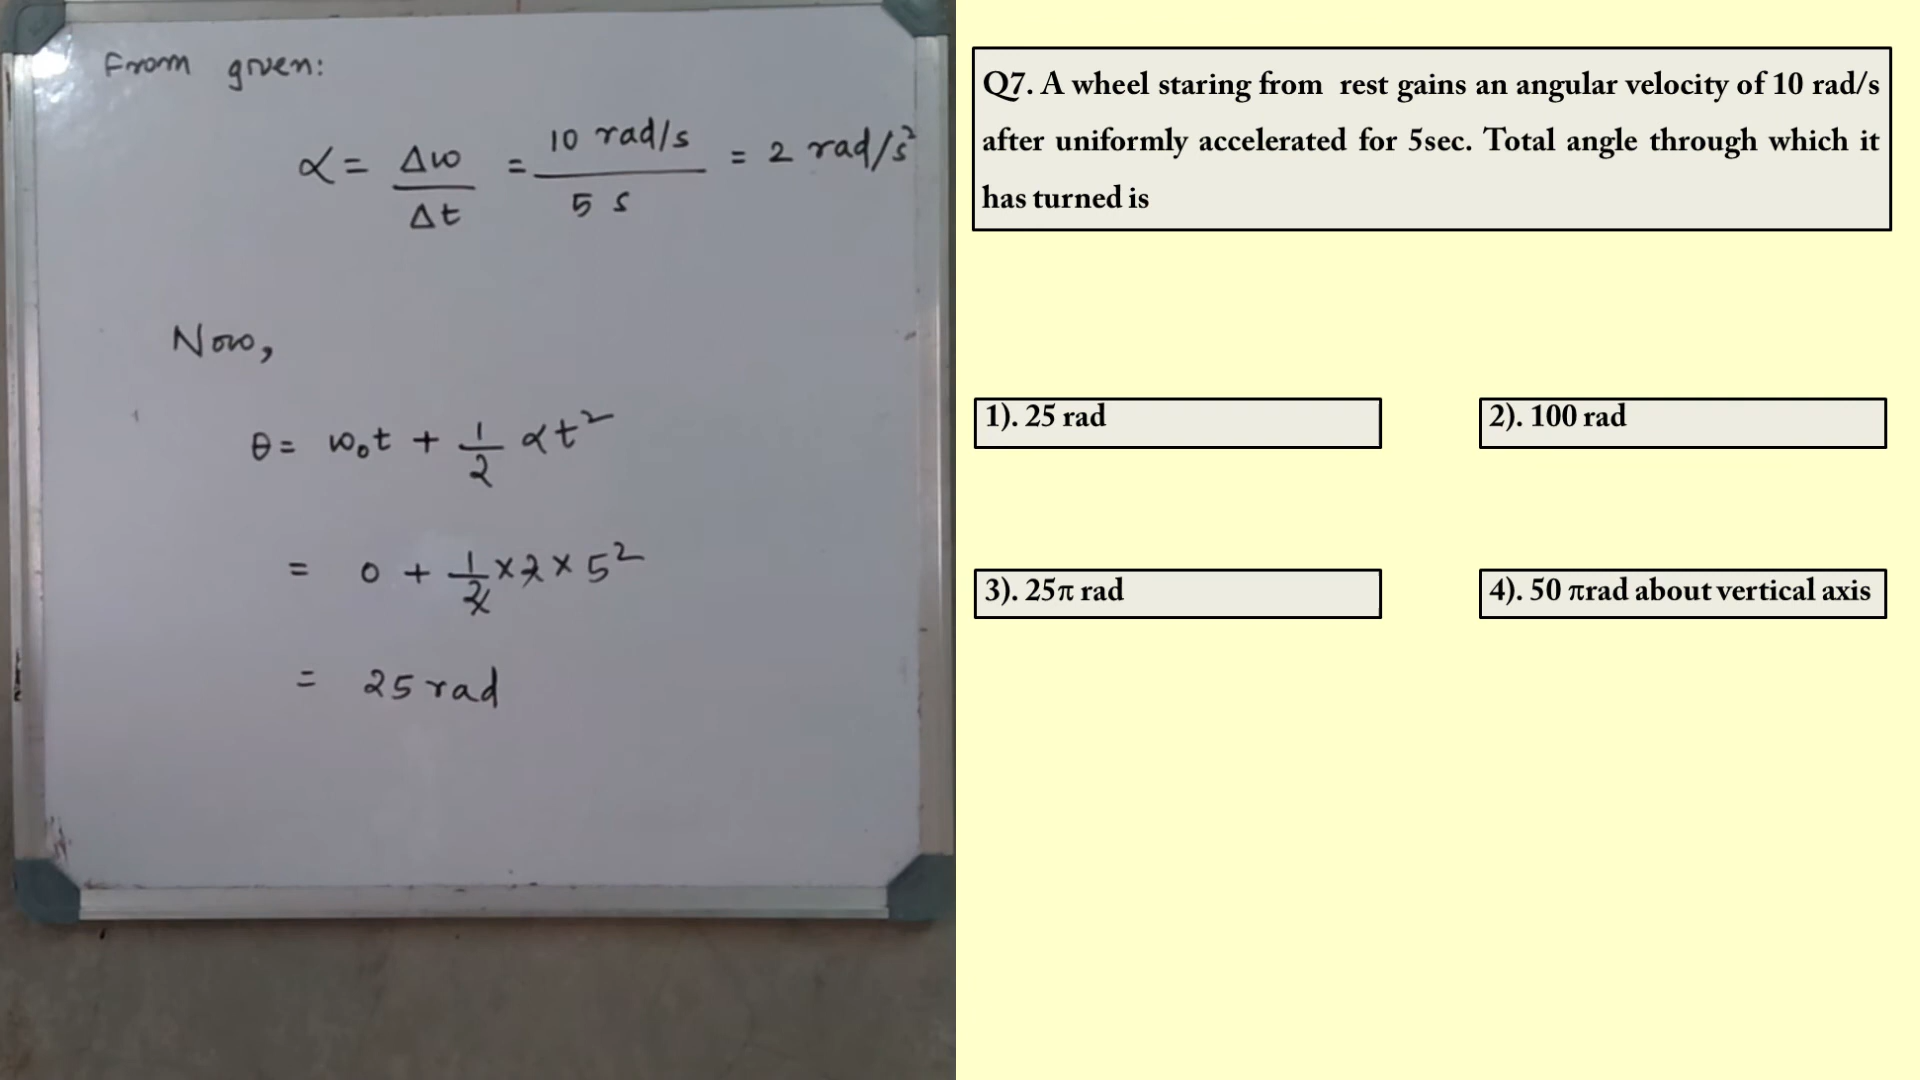 From given:
α = Δω/Δt = 10 rad/s / 5 s = 2 rad/s²
Now,
θ = ω₀t + 1/2 αt²
= 0 + 1/2 × 2 × 5²
= 25 rad
Q7. A wheel staring from rest gains an angular velocity of 10 rad/s
after uniformly accelerated for 5sec. Total angle through which it
has turned is
1). 25 rad
2). 100 rad
3). 25π rad
4). 50 πrad about vertical axis